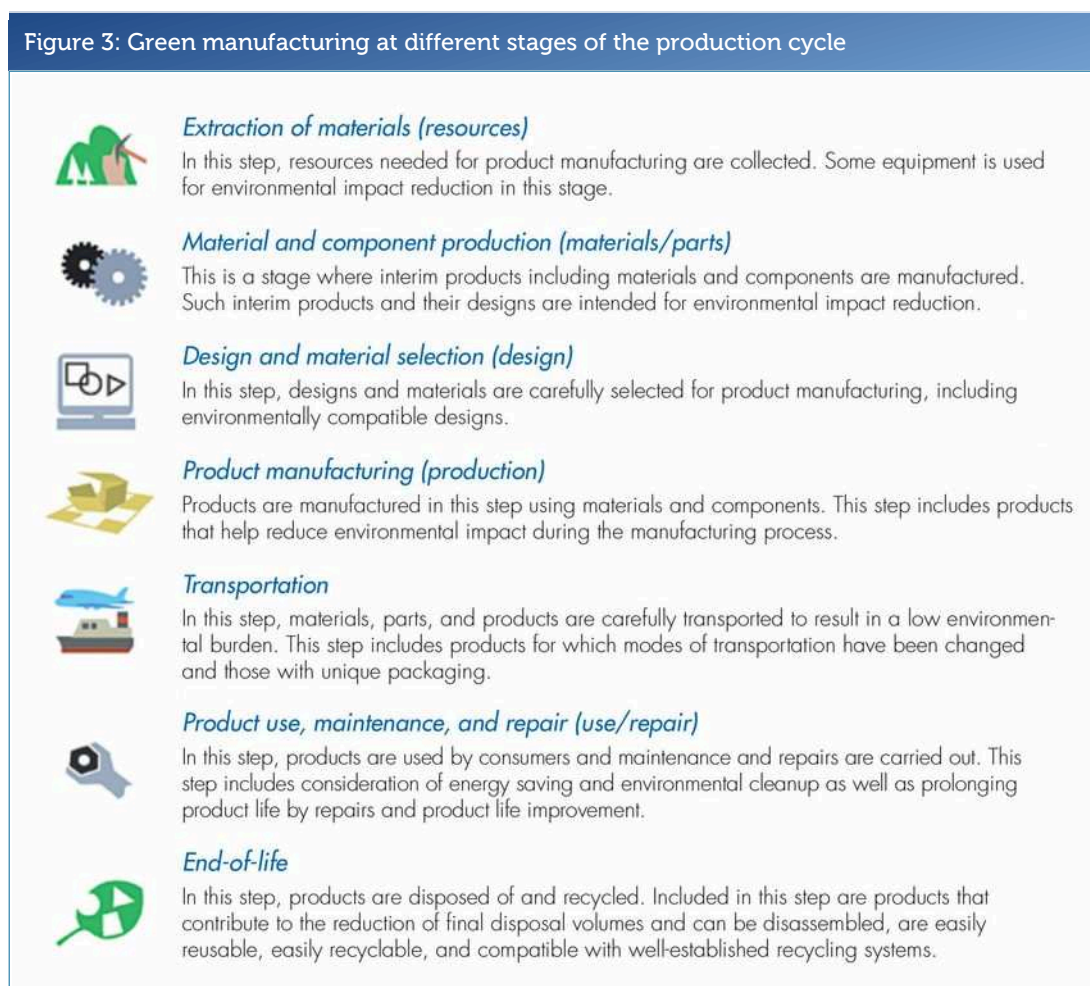 Figure 3: Green manufacturing at different stages of the production cycle
Extraction of materials (resources)
In this step, resources needed for product manufacturing are collected. Some equipment is used
for environmental impact reduction in this stage.
Material and component production (materials/parts)
This is a stage where interim products including materials and components are manufactured.
Such interim products and their designs are intended for environmental impact reduction.
Design and material selection (design)
In this step, designs and materials are carefully selected for product manufacturing, including
environmentally compatible designs.
Product manufacturing (production)
Products are manufactured in this step using materials and components. This step includes products
that help reduce environmental impact during the manufacturing process.
Transportation
In this step, materials, parts, and products are carefully transported to result in a low environmen-
tal burden. This step includes products for which modes of transportation have been changed
and those with unique packaging.
Product use, maintenance, and repair (use/repair)
In this step, products are used by consumers and maintenance and repairs are carried out. This
step includes consideration of energy saving and environmental cleanup as well as prolonging
product life by repairs and product life improvement.
End-of-life
In this step, products are disposed of and recycled. Included in this step are products that
contribute to the reduction of final disposal volumes and can be disassembled, are easily
reusable, easily recyclable, and compatible with well-established recycling systems.